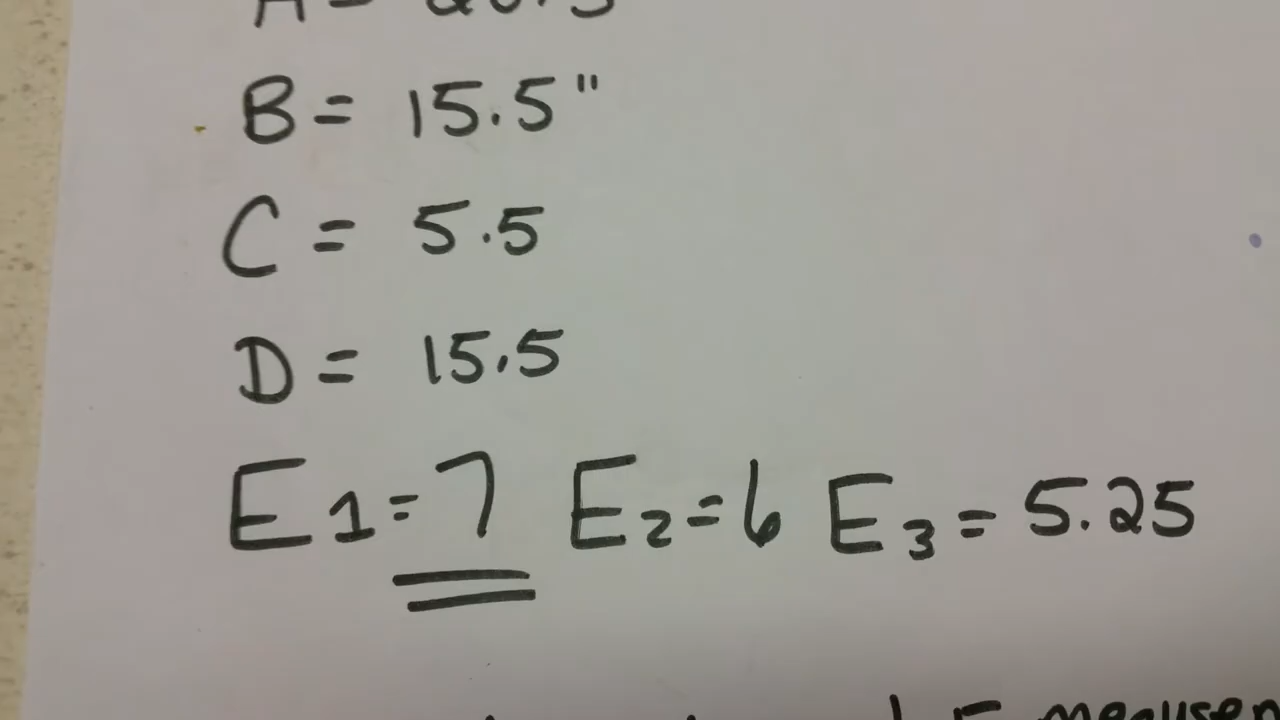 B = 15.5"
C = 5.5
D = 15.5
E1 = 7 E2 = 6 E3 = 5.25